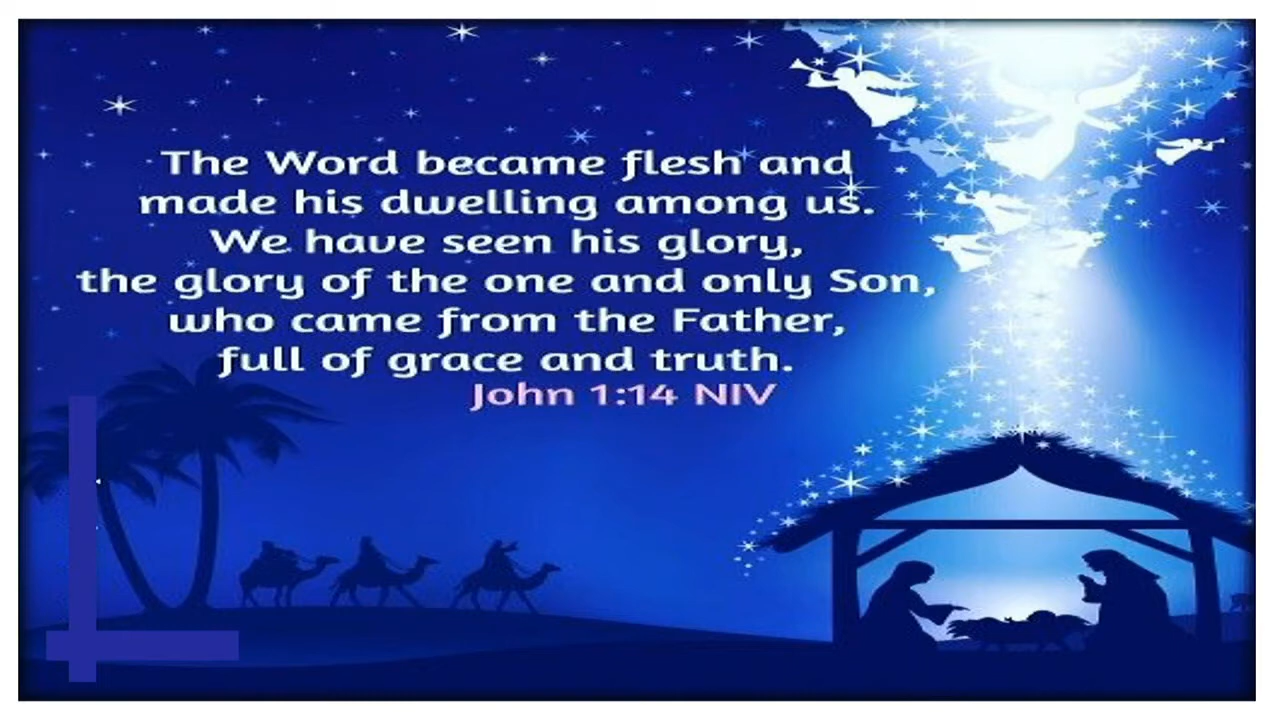 The Word became flesh and
made his dwelling among us.
We have seen his glory,
the glory of the one and only Son,
who came from the Father,
full of grace and truth.
John 1:14 NIV